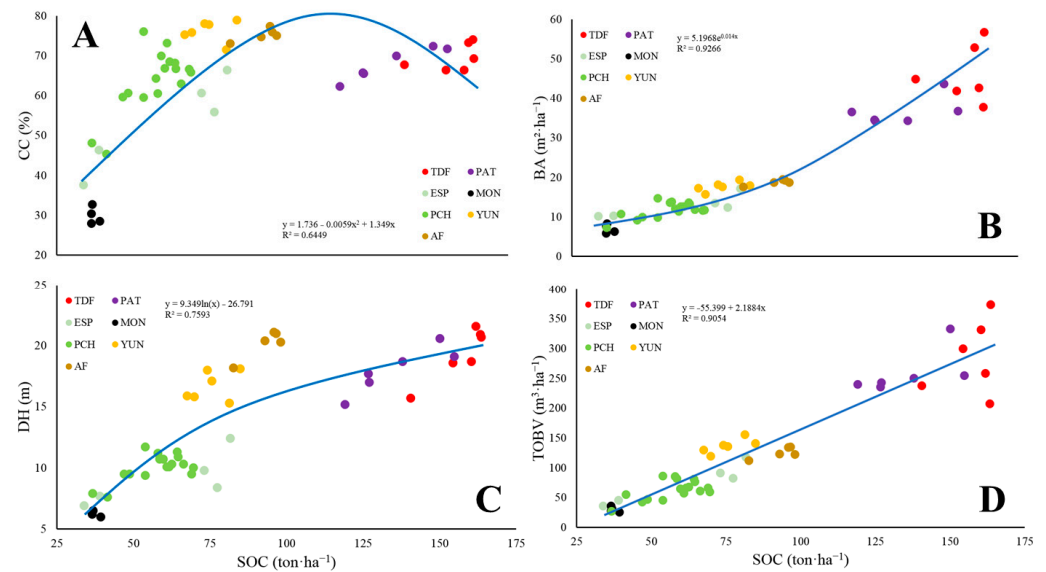 A
80
70
60
50
40
30
20
CC (%)
TDF PAT
ESP MON
PCH YUN
AF
y = 1.736 - 0.0059x² + 1.349x
R² = 0.6449
B
60
50
40
30
20
10
0
BA (m²·ha⁻¹)
TDF PAT
ESP MON
PCH YUN
AF
y = 5.1968e^0.014x
R² = 0.9266
C
25
20
15
10
5
DH (m)
TDF PAT
ESP MON
PCH YUN
AF
y = 9.349ln(x) - 26.791
R² = 0.7593
25 50 75 100 125 150 175
SOC (ton·ha⁻¹)
D
400
350
300
250
200
150
100
50
0
TOBV (m³·ha⁻¹)
TDF PAT
ESP MON
PCH YUN
AF
y = -55.399 + 2.1884x
R² = 0.9054
25 50 75 100 125 150 175
SOC (ton·ha⁻¹)